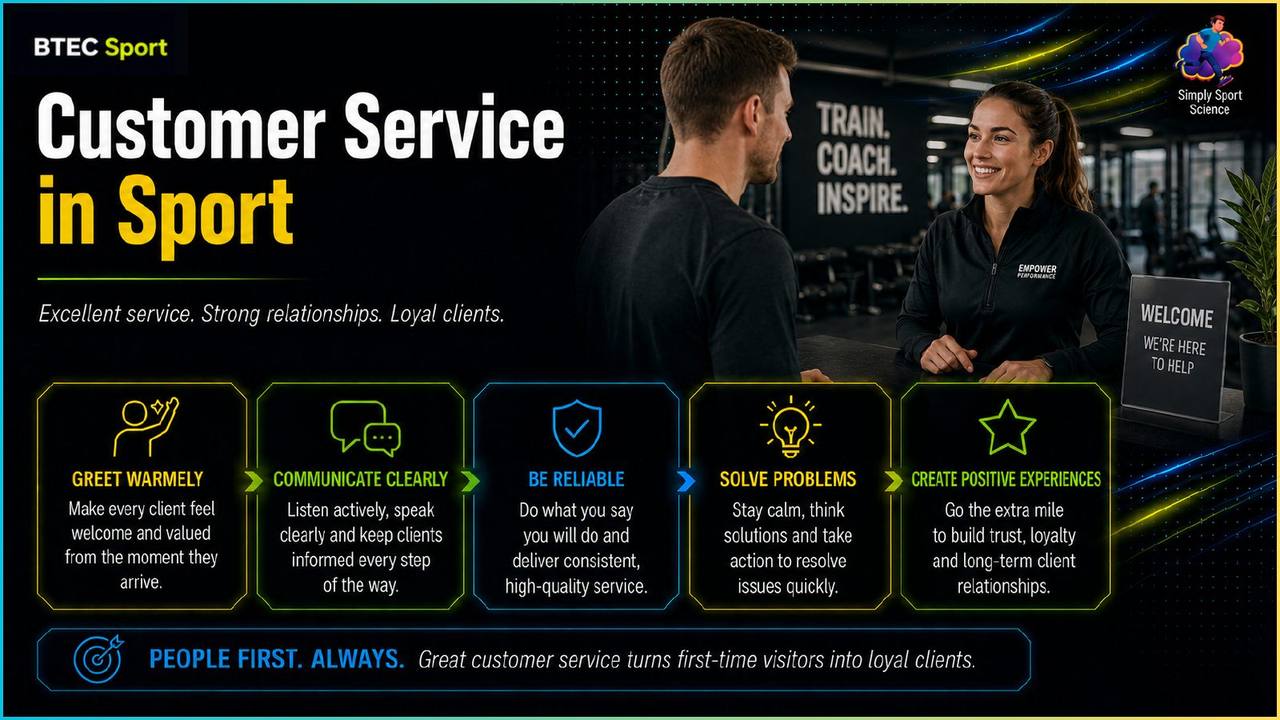 BTEC Sport
Simply Sport
Science
Customer Service
in Sport
Excellent service. Strong relationships. Loyal clients.
TRAIN.
COACH.
INSPIRE.
EMPOWER
PERFORMANCE
WELCOME
WE'RE HERE
TO HELP
GREET WARMELY
Make every client feel
welcome and valued
from the moment they
arrive.
COMMUNICATE CLEARLY
Listen actively, speak
clearly and keep clients
informed every step
of the way.
BE RELIABLE
Do what you say
you will do and
deliver consistent,
high-quality service.
SOLVE PROBLEMS
Stay calm, think
solutions and take
action to resolve
issues quickly.
CREATE POSITIVE EXPERIENCES
Go the extra mile
to build trust, loyalty
and long-term client
relationships.
PEOPLE FIRST. ALWAYS. Great customer service turns first-time visitors into loyal clients.